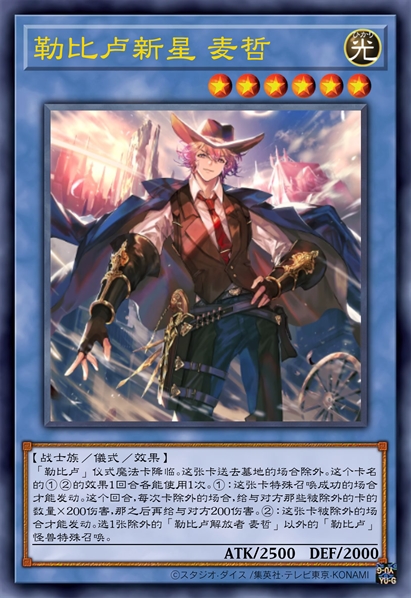 勒比卢新星 麦哲
ひかり
光
【战士族／儀式／效果】
「勒比卢」仪式魔法卡降临。这张卡送去墓地的场合除外。这个卡名
的①②的效果1回合各能使用1次。①：这张卡特殊召唤成功的场合
才能发动。这个回合，每次卡除外的场合，给与对方那些被除外的卡的
数量×200伤害，那之后再给与对方200伤害。②：这张卡被除外的场
合才能发动。选1张除外的「勒比卢解放者 麦哲」以外的「勒比卢」
怪兽特殊召唤。
ATK/2500 DEF/2000
©スタジオ・ダイス /集英社・テレビ東京・KONAMI